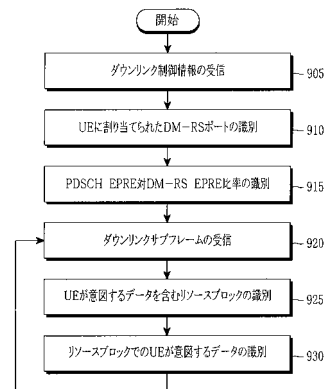 開始
ダウンリンク制御情報の受信
905
UEに割り当てられたDM-RSポートの識別
910
PDSCH EPRE対DM-RS EPRE比率の識別
915
ダウンリンクサブフレームの受信
920
UEが意図するデータを含むリソースブロックの識別
925
リソースブロックでのUEが意図するデータの識別
930